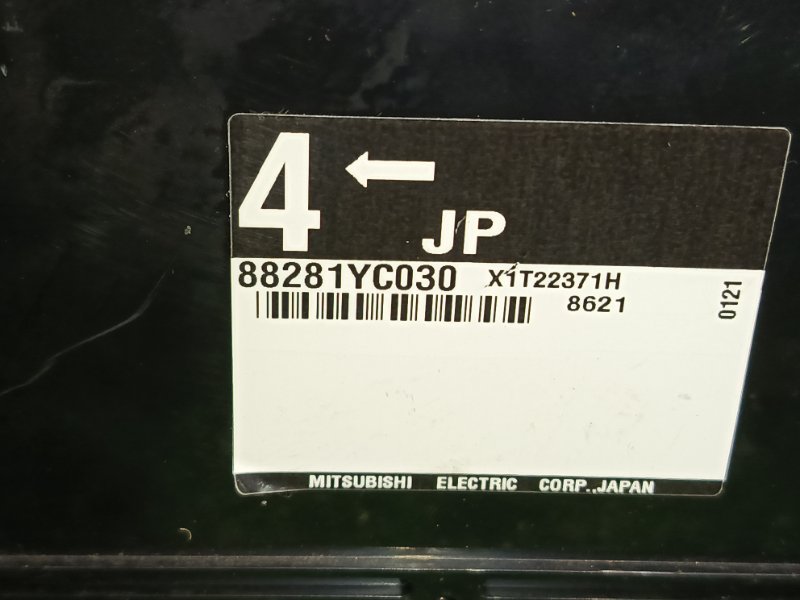 4 ← JP
88281YC030 X1T22371H
8621
0121
MITSUBISHI ELECTRIC CORP., JAPAN